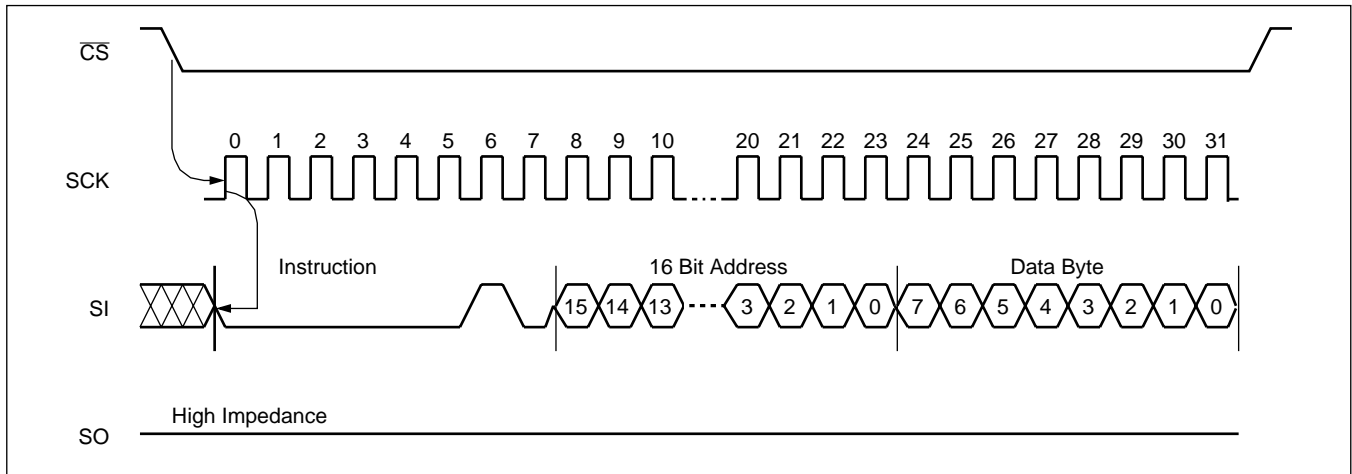 CS
0 1 2 3 4 5 6 7 8 9 10 20 21 22 23 24 25 26 27 28 29 30 31
SCK
Instruction 16 Bit Address Data Byte
SI 15 14 13 3 2 1 0 7 6 5 4 3 2 1 0
High Impedance
SO